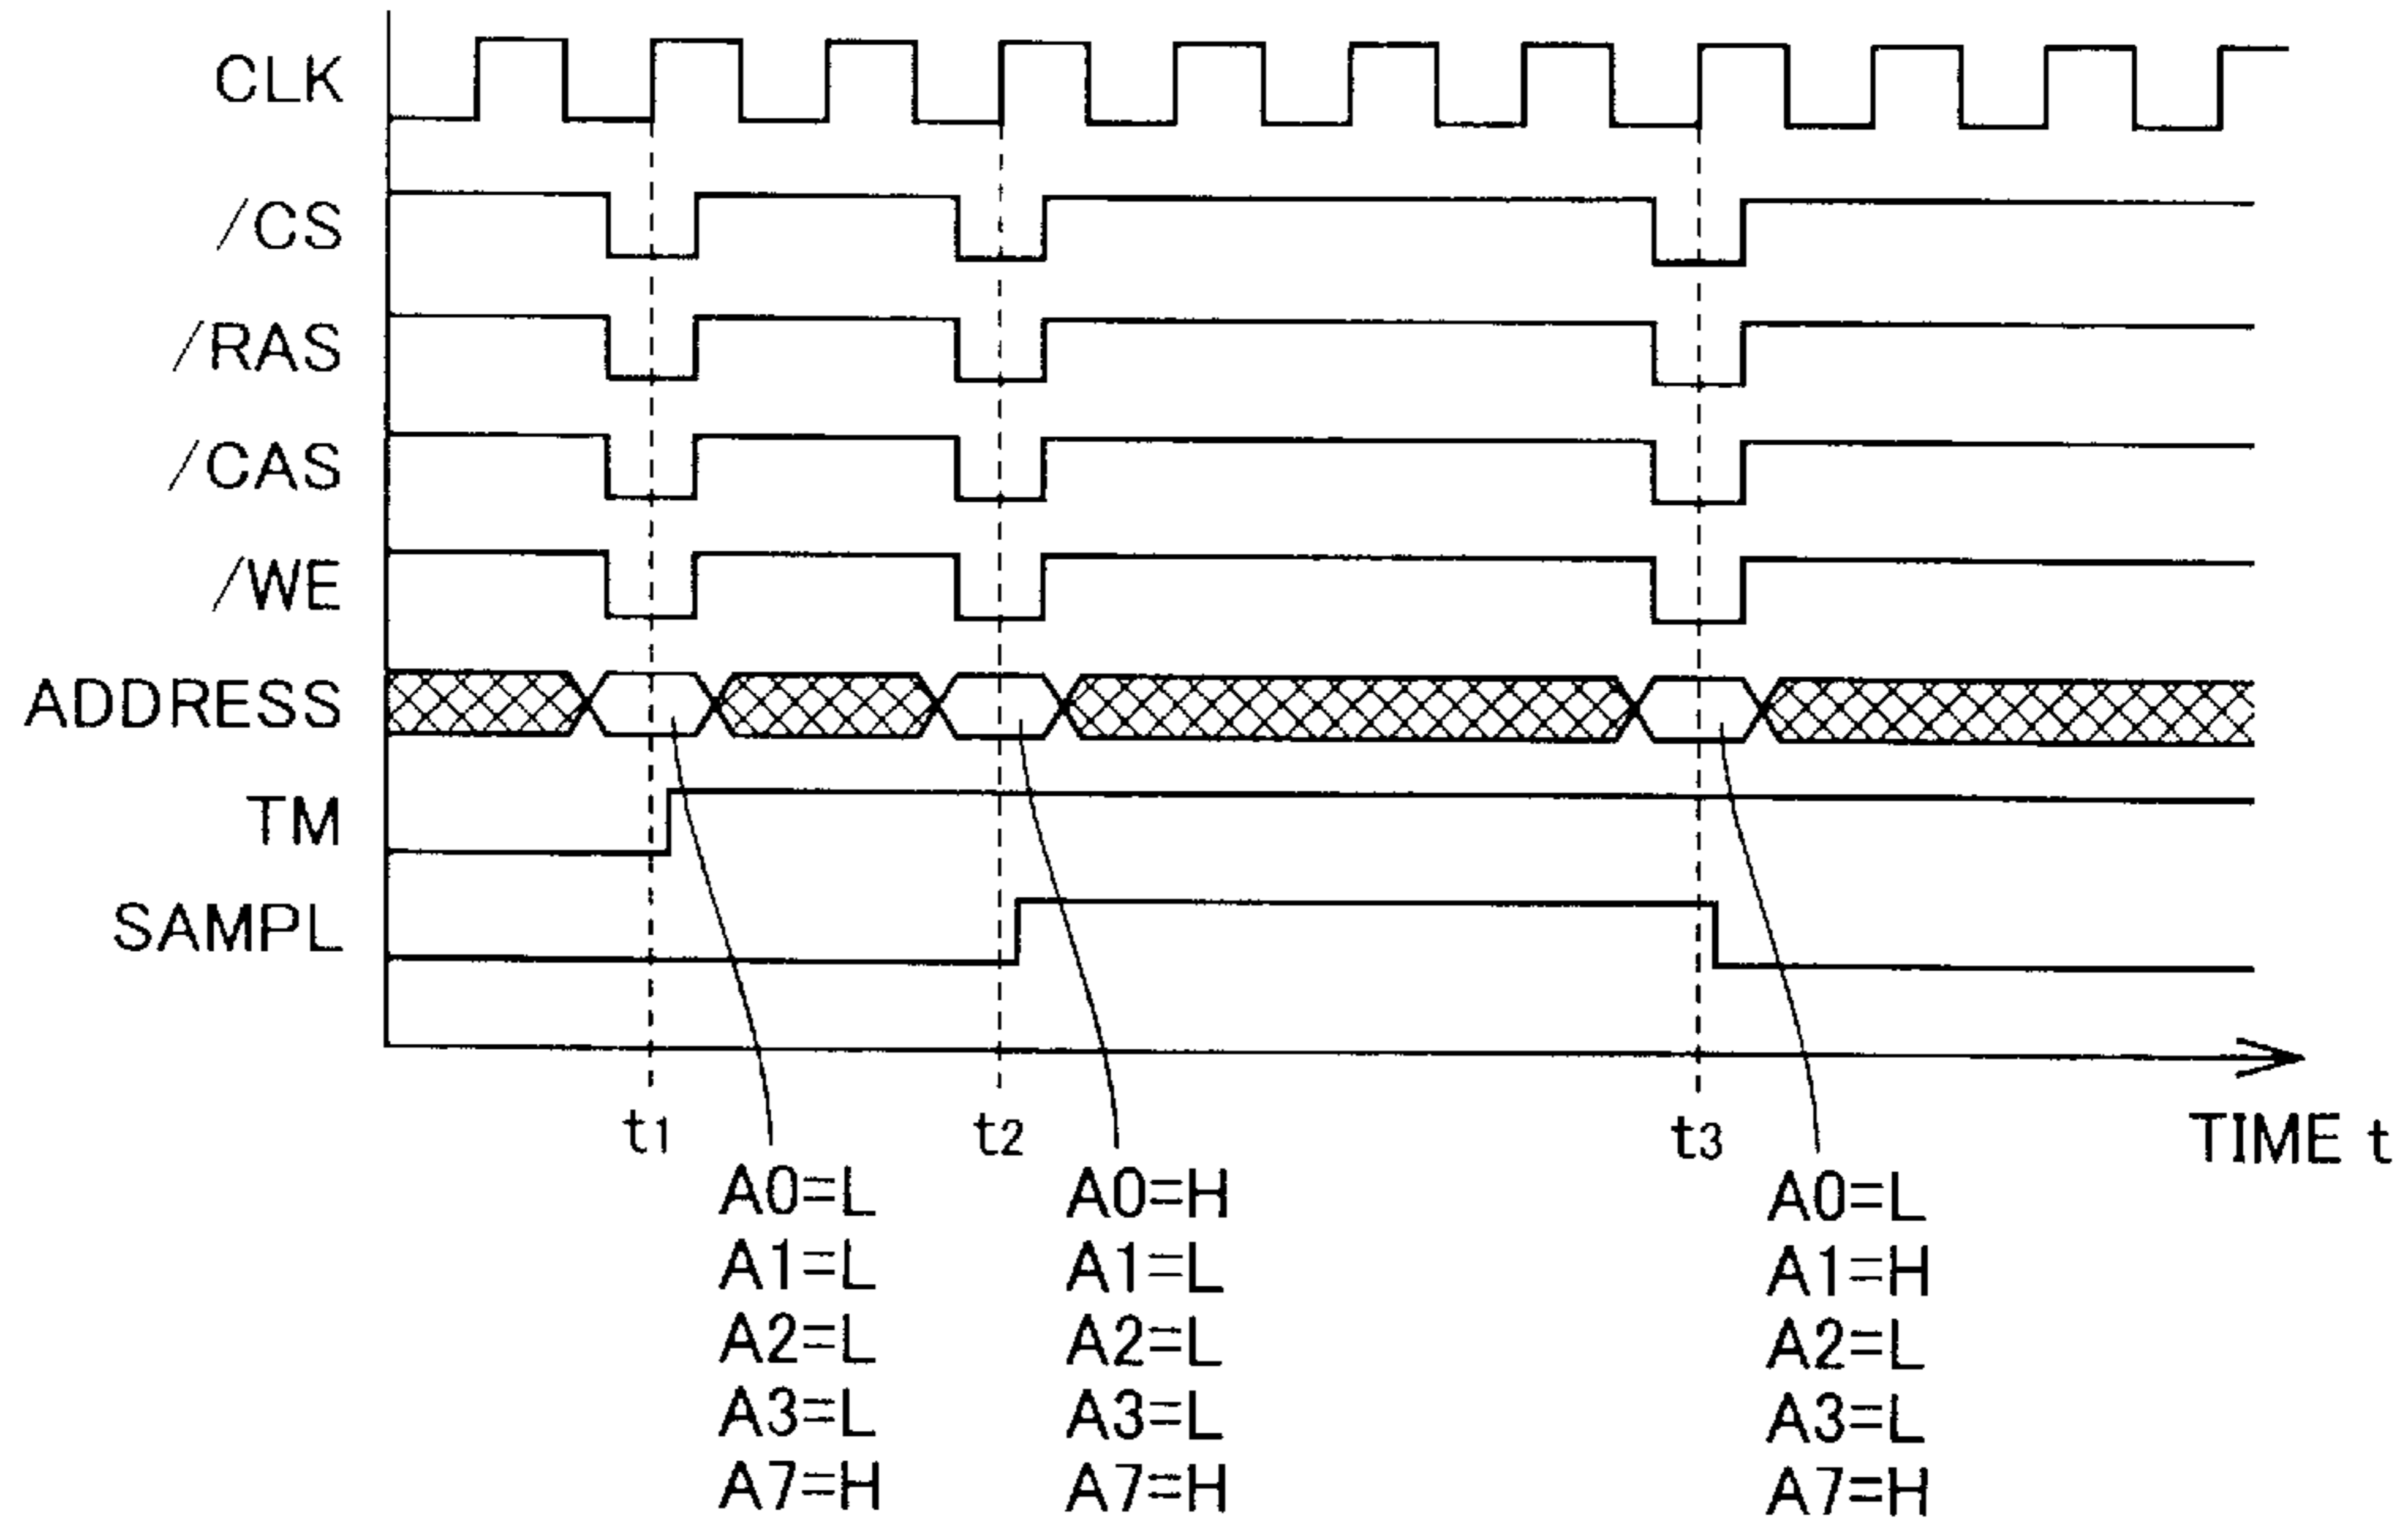 CLK
/CS
/RAS
/CAS
/WE
ADDRESS
TM
SAMPL
t1 t2 t3 TIME t
A0=L A0=H A0=L
A1=L A1=L A1=H
A2=L A2=L A2=L
A3=L A3=L A3=L
A7=H A7=H A7=H